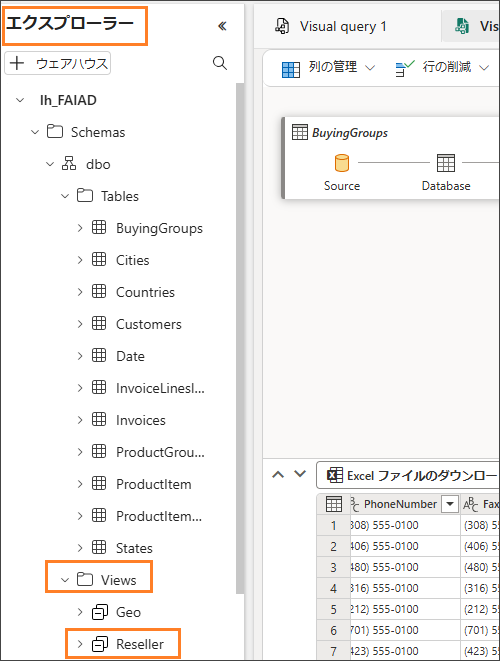 エクスプローラー
ウェアハウス
lh_FAIAD
Schemas
dbo
Tables
BuyingGroups
Cities
Countries
Customers
Date
InvoiceLinesI...
Invoices
ProductGrou...
ProductItem
ProductItem...
States
Views
Geo
Reseller
Visual query 1
Vis
列の管理 行の削減
BuyingGroups
Source Database
Excel ファイルのダウンロー
ABC PhoneNumber ABC Fax
1 308) 555-0100 (308) 5
2 406) 555-0100 (406) 5
3 480) 555-0100 (480) 5
4 316) 555-0100 (316) 5
5 212) 555-0100 (212) 5
6 701) 555-0100 (701) 5
7 423) 555-0100 (423) 5